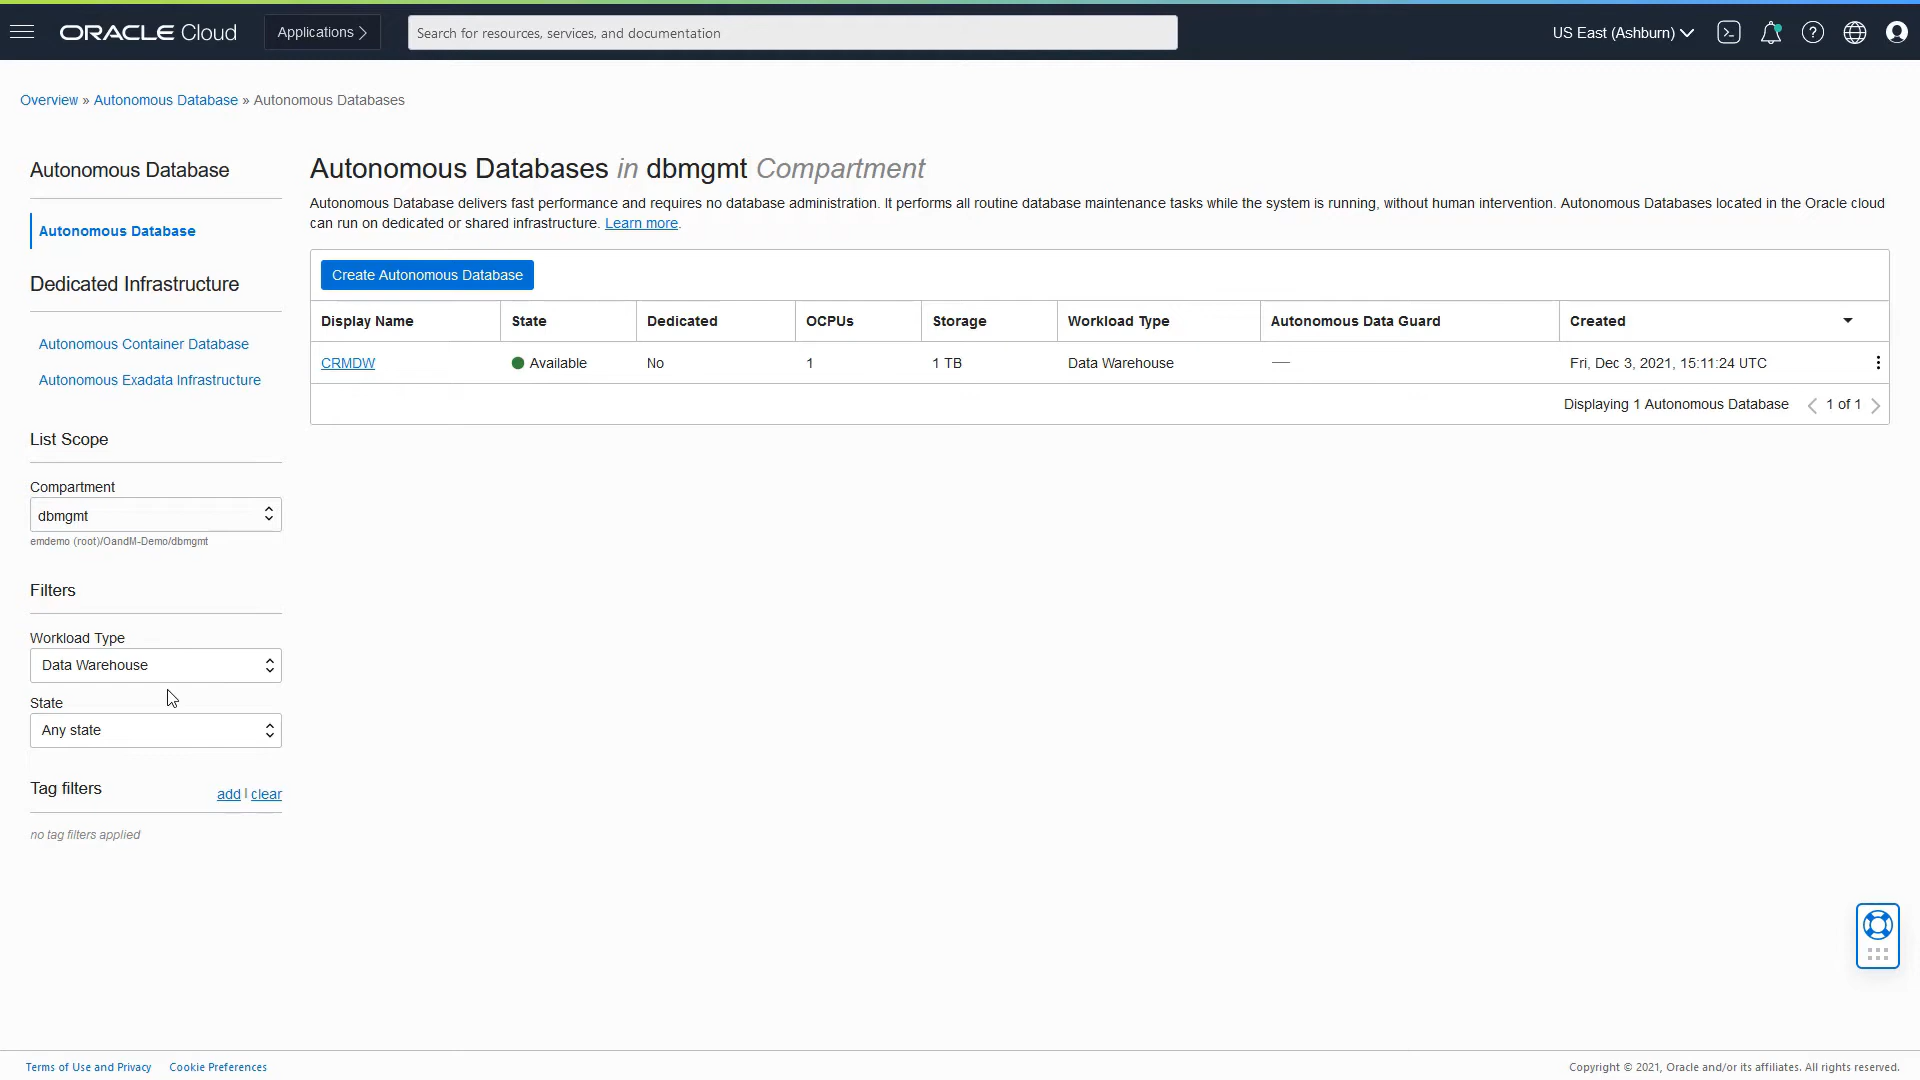 ORACLE Cloud
Applications
Search for resources, services, and documentation
US East (Ashburn)
Overview » Autonomous Database » Autonomous Databases
Autonomous Database
Autonomous Database
Dedicated Infrastructure
Autonomous Container Database
Autonomous Exadata Infrastructure
List Scope
Compartment
dbmgmt
emdemo (root)/OandM-Demo/dbmgmt
Filters
Workload Type
Data Warehouse
State
Any state
Tag filters
add | clear
no tag filters applied
Autonomous Databases in dbmgmt Compartment
Autonomous Database delivers fast performance and requires no database administration. It performs all routine database maintenance tasks while the system is running, without human intervention. Autonomous Databases located in the Oracle cloud
can run on dedicated or shared infrastructure. Learn more.
Create Autonomous Database
Display Name State Dedicated OCPUs Storage Workload Type Autonomous Data Guard Created
CRMDW Available No 1 1 TB Data Warehouse — Fri, Dec 3, 2021, 15:11:24 UTC
Displaying 1 Autonomous Database 1 of 1
Terms of Use and Privacy Cookie Preferences
Copyright © 2021, Oracle and/or its affiliates. All rights reserved.